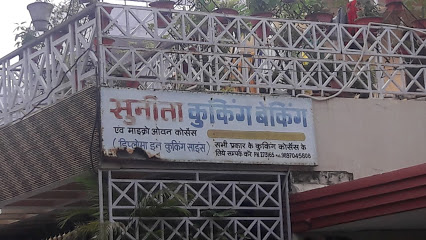 सुनीता कुकिंग बेकिंग
एवं माइक्रो ओवन कोर्सेस
( डिप्लोमा इन कुकिंग साइंस )
सभी प्रकार के कुकिंग कोर्सेस के
लिये सम्पर्क करें